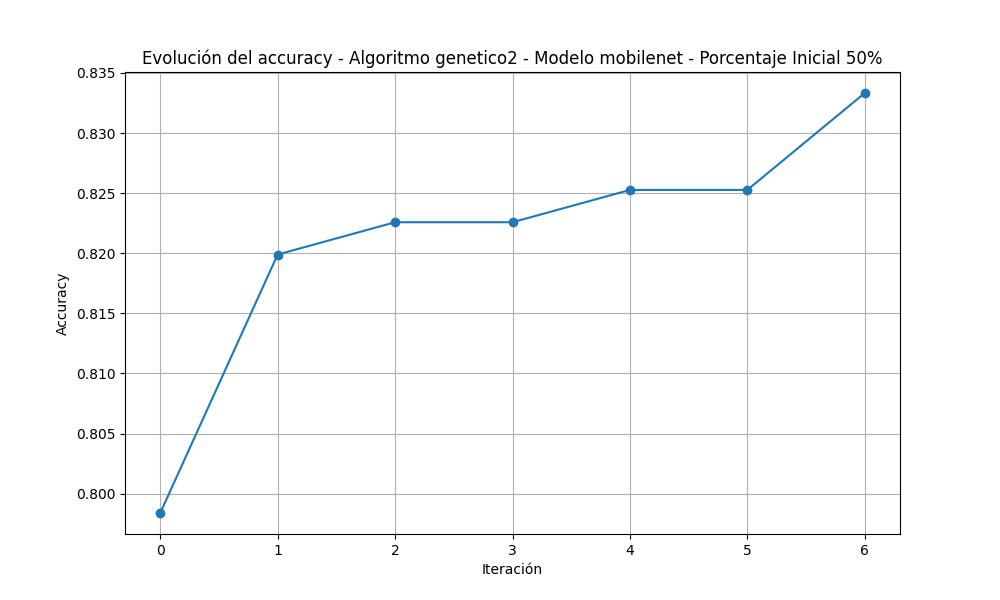 Evolución del accuracy - Algoritmo genetico2 - Modelo mobilenet - Porcentaje Inicial 50%
0.835
0.830
0.825
0.820
0.815
0.810
0.805
0.800
Accuracy
0 1 2 3 4 5 6
Iteración